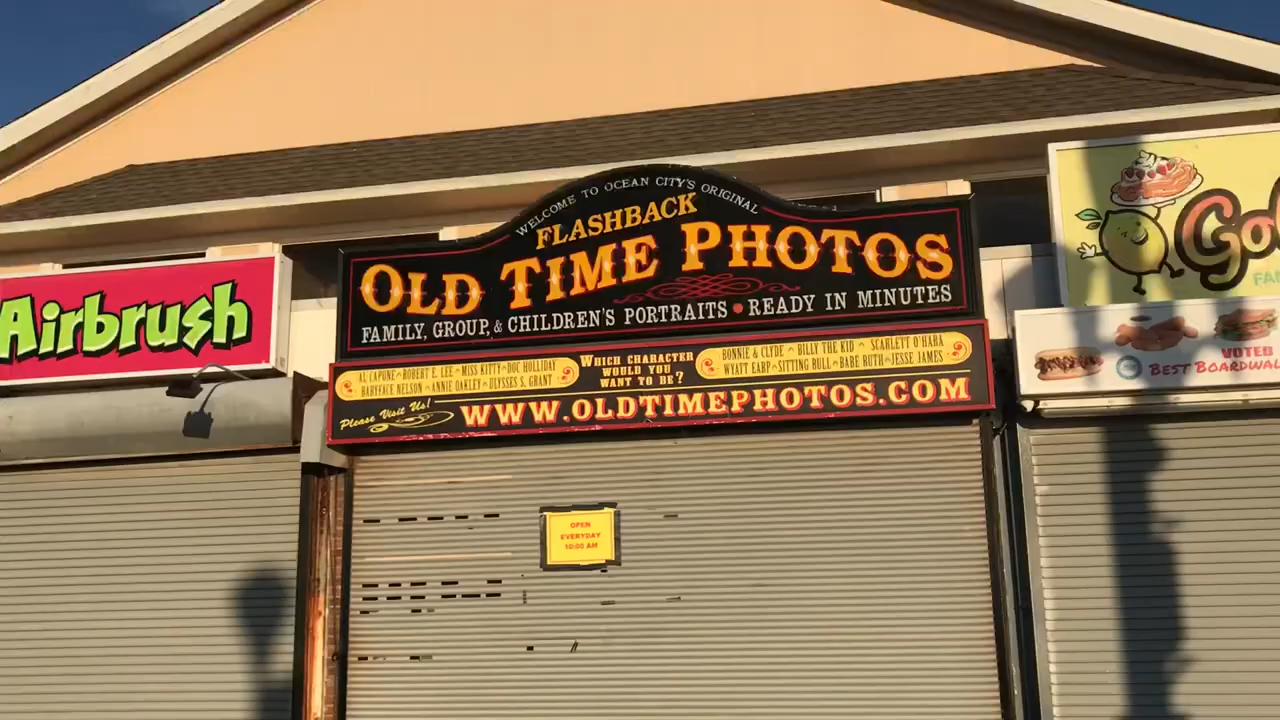 WELCOME TO OCEAN CITY'S ORIGINAL
FLASHBACK
OLD TIME PHOTOS
FAMILY, GROUP, & CHILDREN'S PORTRAITS • READY IN MINUTES
AL CAPONE ROBERT E. LEE MISS KITTY DOC HOLLIDAY
BABYFACE NELSON ANNIE OAKLEY ULYSSES S. GRANT
WHICH CHARACTER
WOULD YOU
WANT TO BE?
BONNIE & CLYDE BILLY THE KID SCARLETT O'HARA
WYATT EARP SITTING BULL BABE RUTH JESSE JAMES
Please Visit Us!
WWW.OLDTIMEPHOTOS.COM
Airbrush
OPEN
EVERYDAY
10:00 AM
VOTED
BEST